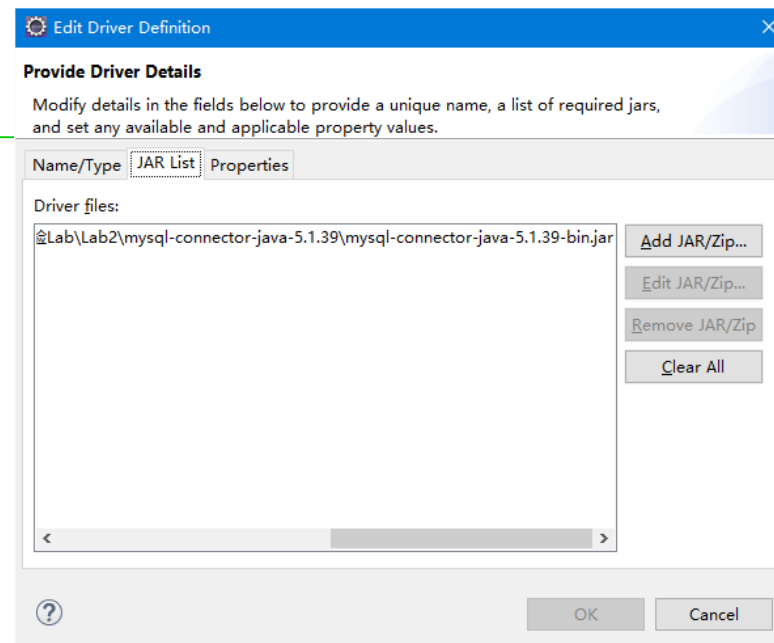 Edit Driver Definition
Provide Driver Details
Modify details in the fields below to provide a unique name, a list of required jars,
and set any available and applicable property values.
Name/Type JAR List Properties
Driver files:
Lab\Lab2\mysql-connector-java-5.1.39\mysql-connector-java-5.1.39-bin.jar
Add JAR/Zip...
Edit JAR/Zip...
Remove JAR/Zip
Clear All
OK Cancel